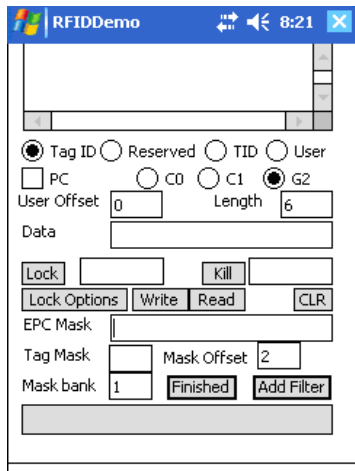 RFIDDemo 8:21
Tag ID Reserved TID User
PC C0 C1 G2
User Offset 0 Length 6
Data
Lock Kill
Lock Options Write Read CLR
EPC Mask
Tag Mask Mask Offset 2
Mask bank 1 Finished Add Filter